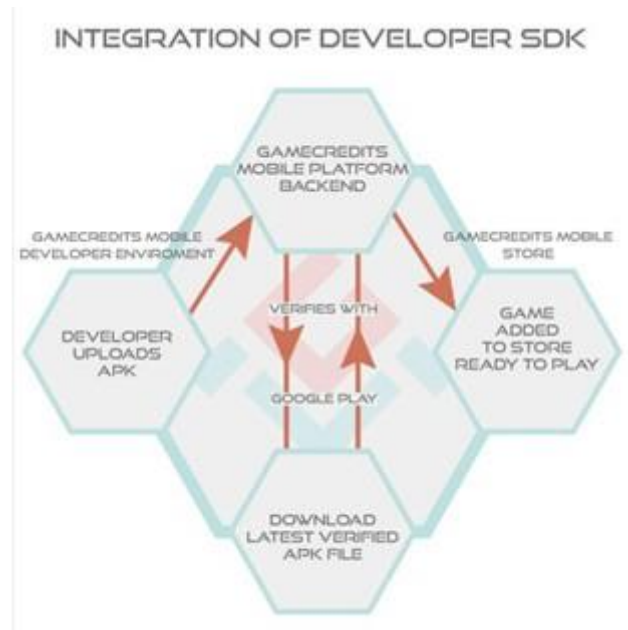 INTEGRATION OF DEVELOPER SDK
GAMECREDITS
MOBILE PLATFORM
BACKEND
GAMECREDITS MOBILE
DEVELOPER ENVIROMENT
GAMECREDITS MOBILE
STORE
VERIFIES WITH
DEVELOPER
UPLOADS
APK
GAME
ADDED
TO STORE
READY TO PLAY
GOOGLE PLAY
DOWNLOAD
LATEST VERIFIED
APK FILE